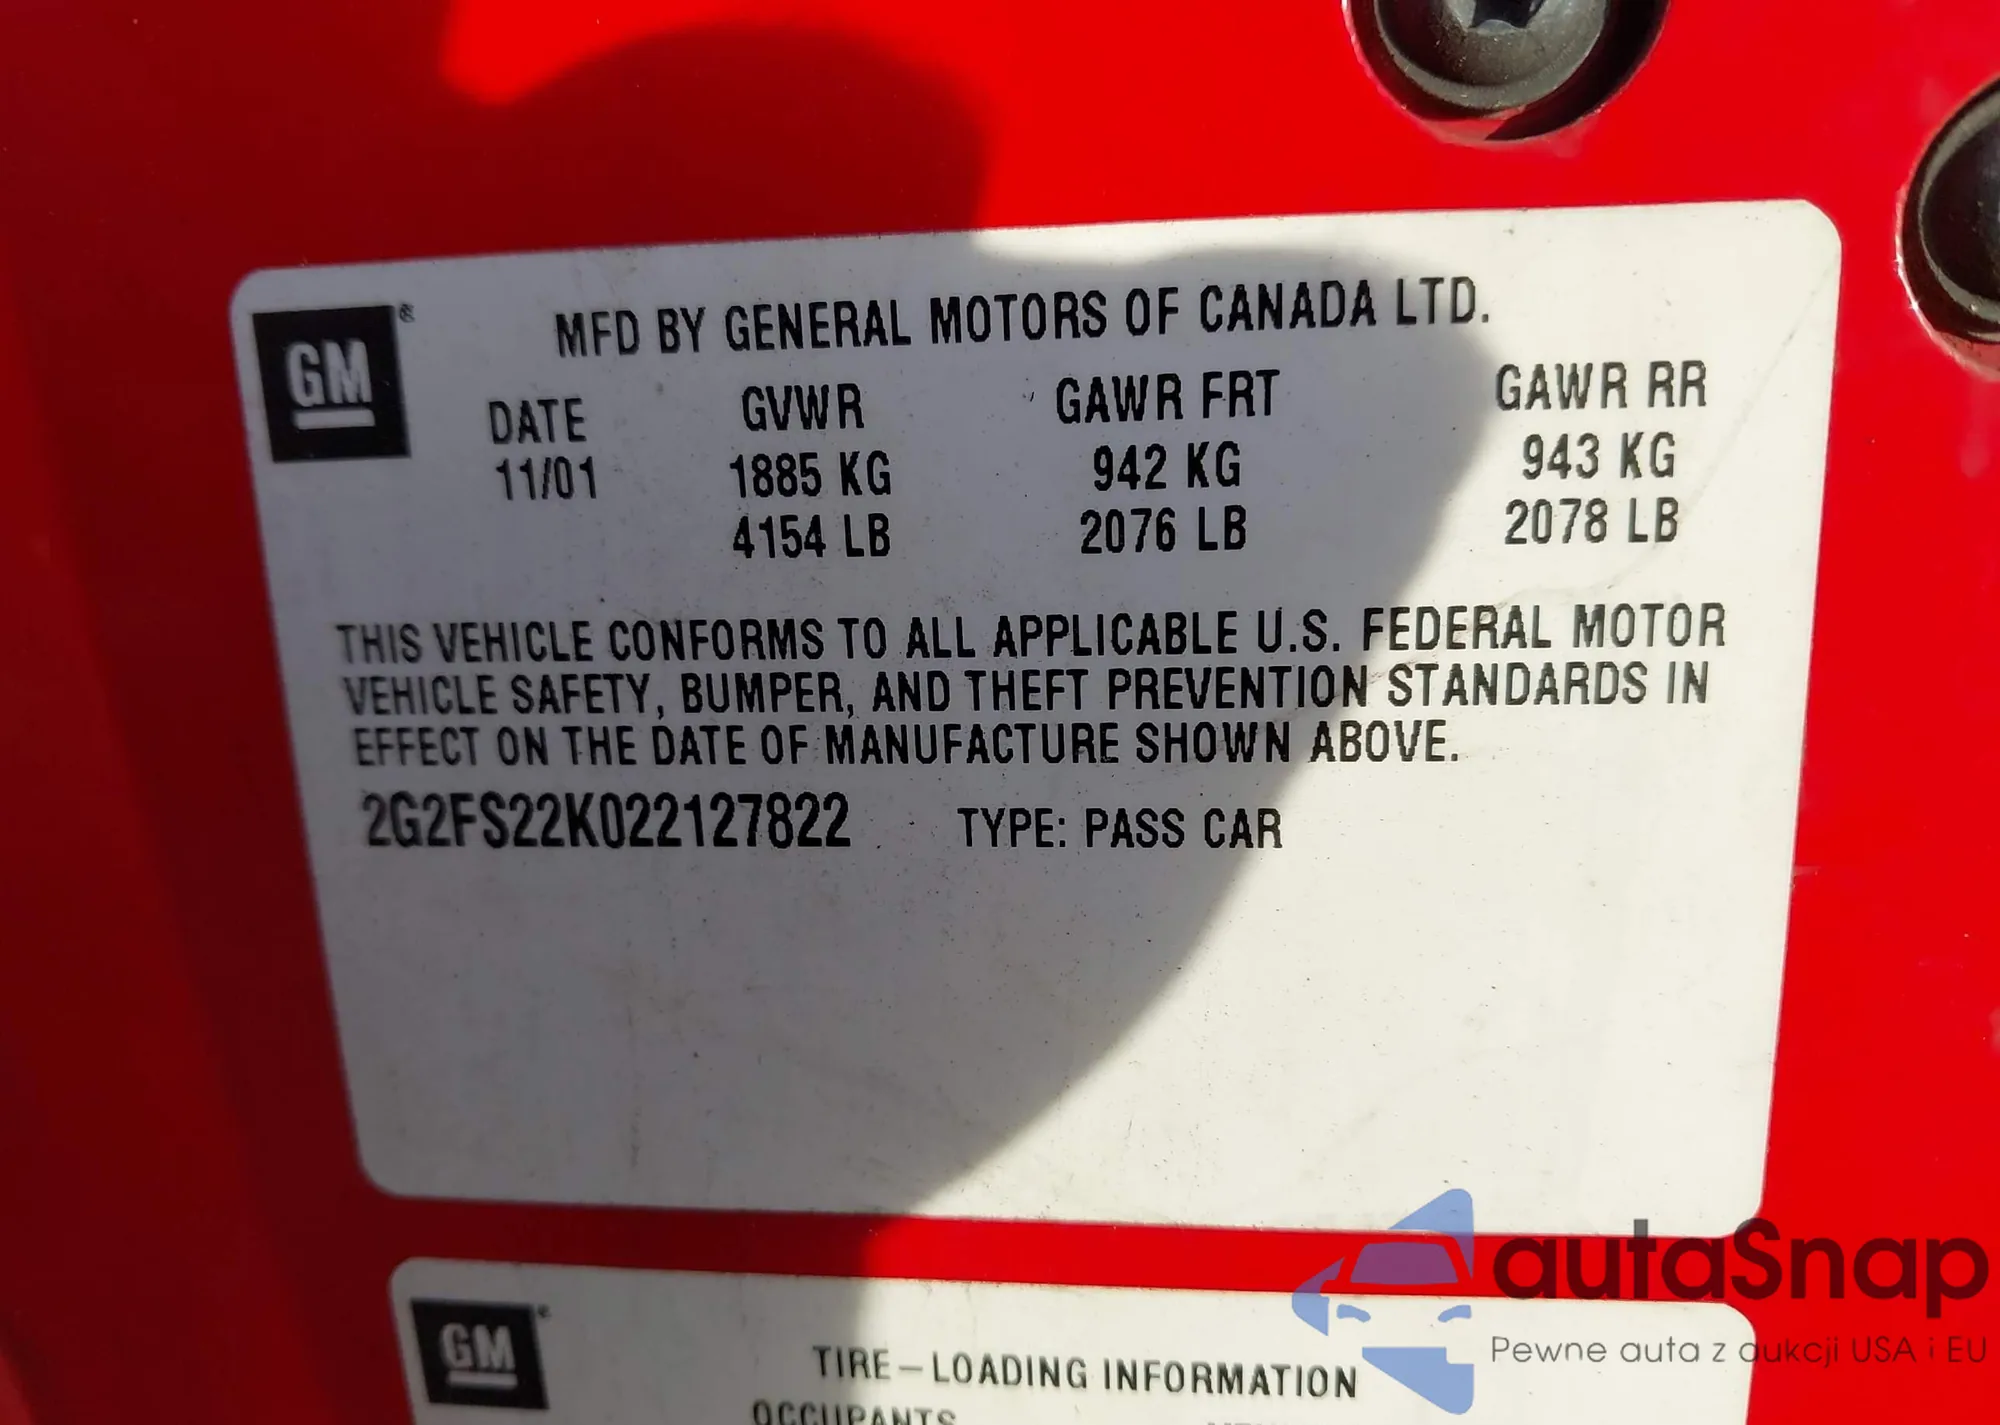 GM®
MFD BY GENERAL MOTORS OF CANADA LTD.
DATE GVWR GAWR FRT GAWR RR
11/01 1885 KG 942 KG 943 KG
4154 LB 2076 LB 2078 LB
THIS VEHICLE CONFORMS TO ALL APPLICABLE U.S. FEDERAL MOTOR
VEHICLE SAFETY, BUMPER, AND THEFT PREVENTION STANDARDS IN
EFFECT ON THE DATE OF MANUFACTURE SHOWN ABOVE.
2G2FS22K022127822 TYPE: PASS CAR
GM®
TIRE–LOADING INFORMATION
OCCUPANTS
autaSnap
Pewne auta z aukcji USA i EU